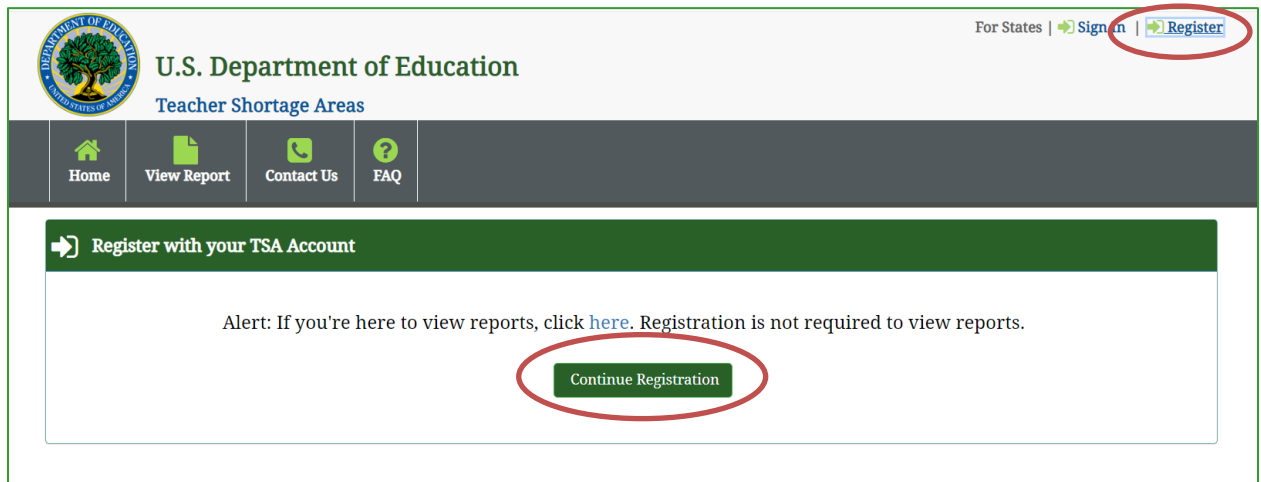 DEPARTMENT OF EDUCATION
UNITED STATES OF AMERICA
For States | Sign In | Register
U.S. Department of Education
Teacher Shortage Areas
Home View Report Contact Us FAQ
Register with your TSA Account
Alert: If you're here to view reports, click here. Registration is not required to view reports.
Continue Registration